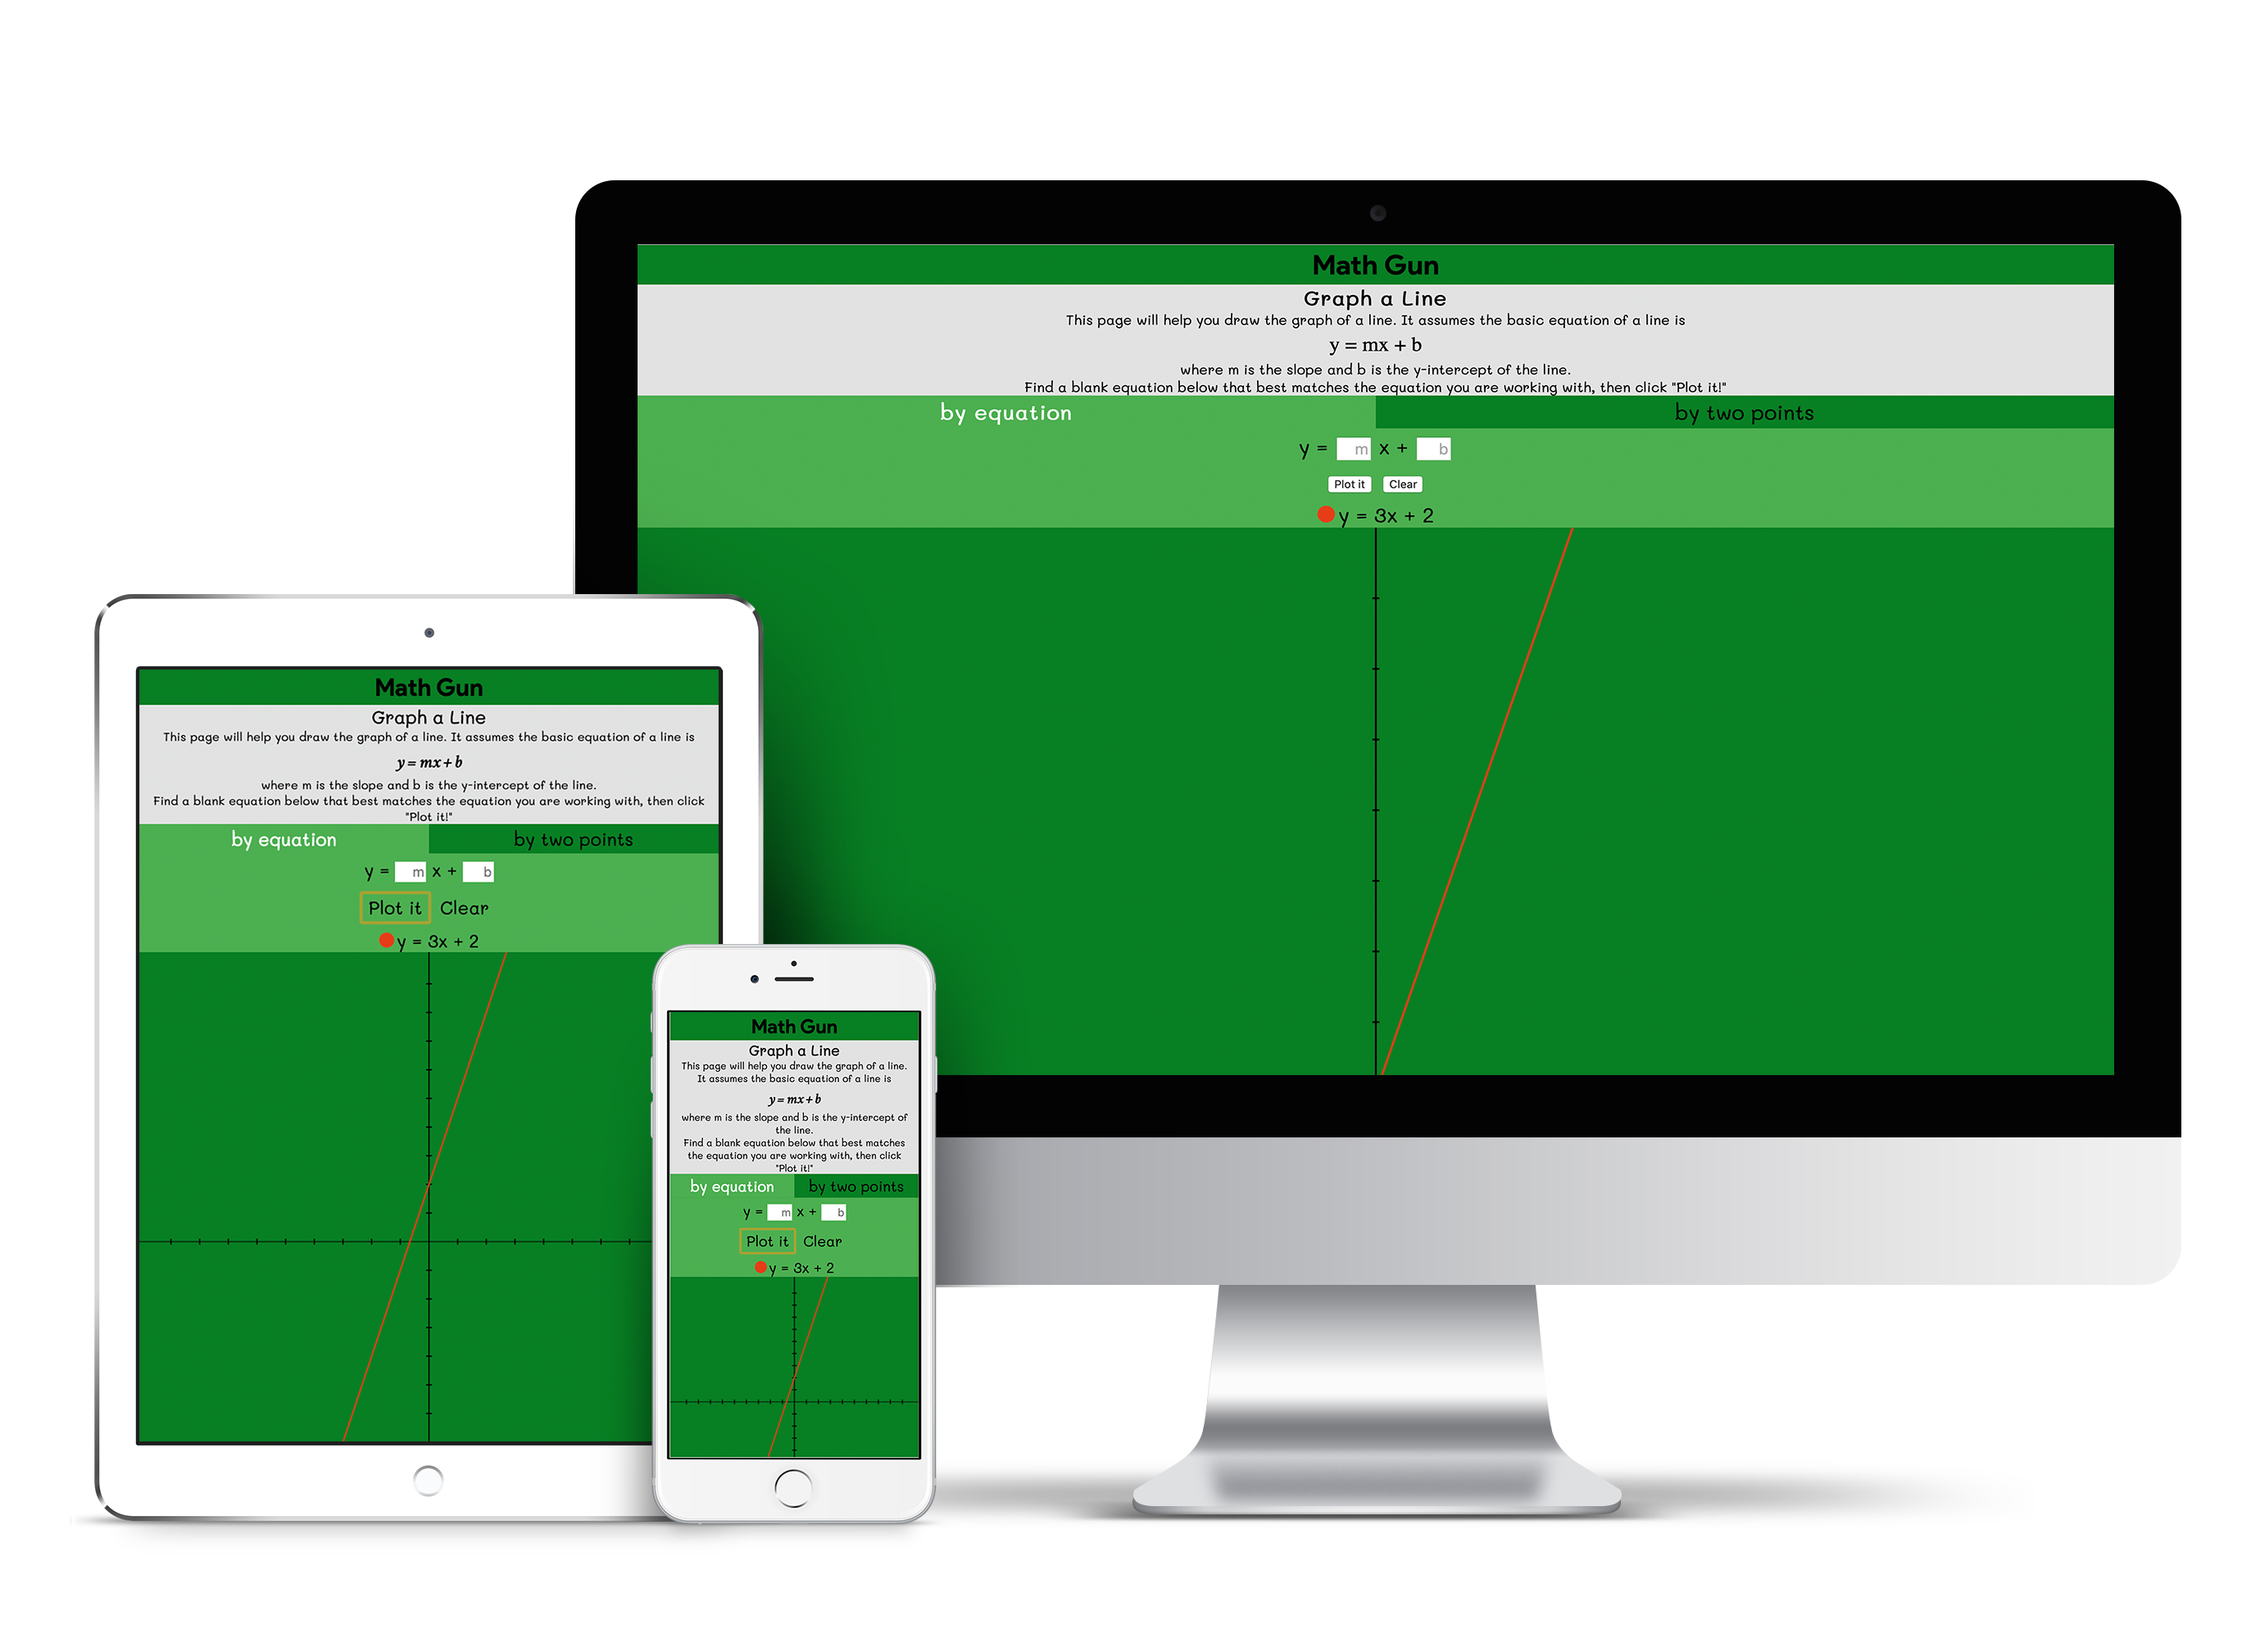 Math Gun
Graph a Line
This page will help you draw the graph of a line. It assumes the basic equation of a line is
y = mx + b
where m is the slope and b is the y-intercept of the line.
Find a blank equation below that best matches the equation you are working with, then click "Plot it!"
by equation by two points
y = m x + b
Plot it Clear
y = 3x + 2
Math Gun
Graph a Line
This page will help you draw the graph of a line. It assumes the basic equation of a line is
y = mx + b
where m is the slope and b is the y-intercept of the line.
Find a blank equation below that best matches the equation you are working with, then click
"Plot it!"
by equation by two points
y = m x + b
Plot it Clear
y = 3x + 2
Math Gun
Graph a Line
This page will help you draw the graph of a line.
It assumes the basic equation of a line is
y = mx + b
where m is the slope and b is the y-intercept of
the line.
Find a blank equation below that best matches
the equation you are working with, then click
"Plot it!"
by equation by two points
y = m x + b
Plot it Clear
y = 3x + 2